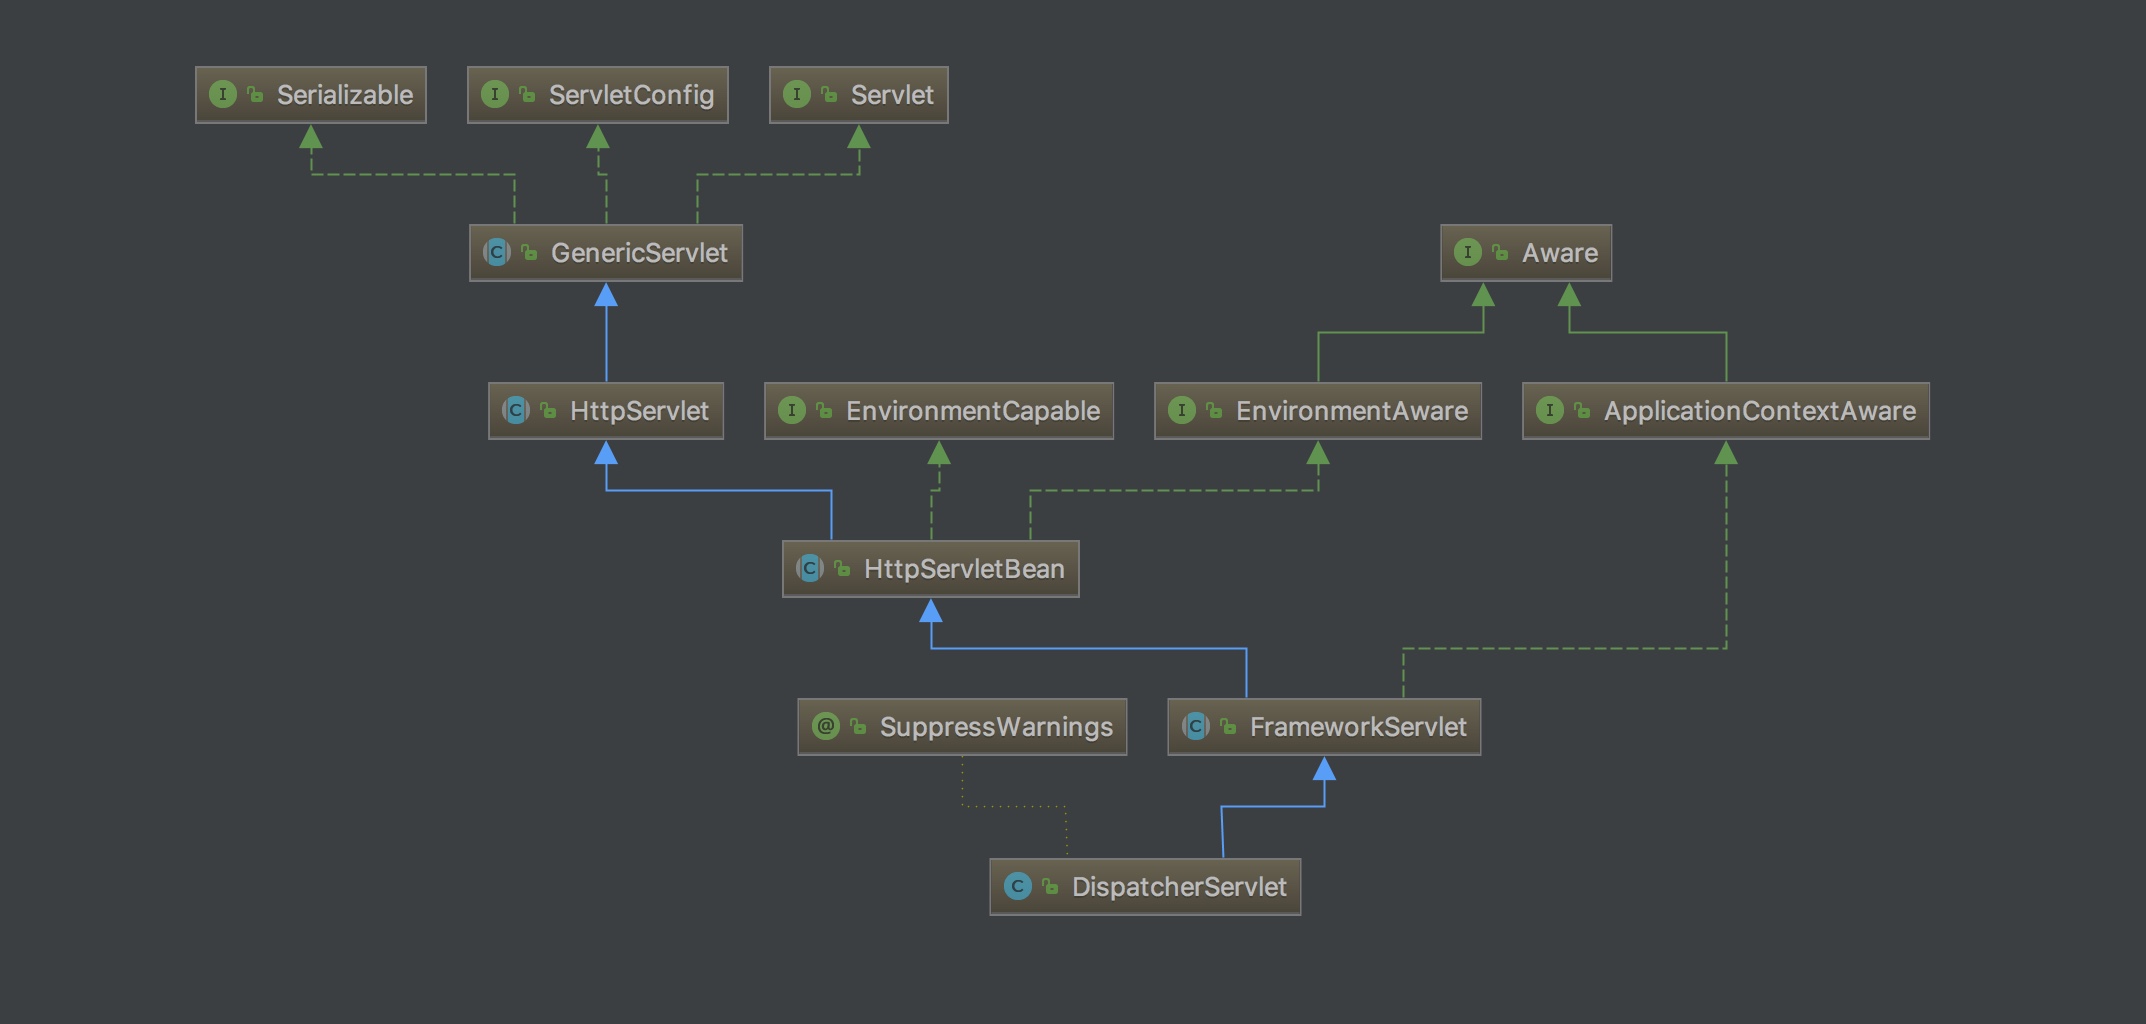 I Serializable
I ServletConfig
I Servlet
C GenericServlet
I Aware
C HttpServlet
I EnvironmentCapable
I EnvironmentAware
I ApplicationContextAware
C HttpServletBean
@ SuppressWarnings
C FrameworkServlet
C DispatcherServlet